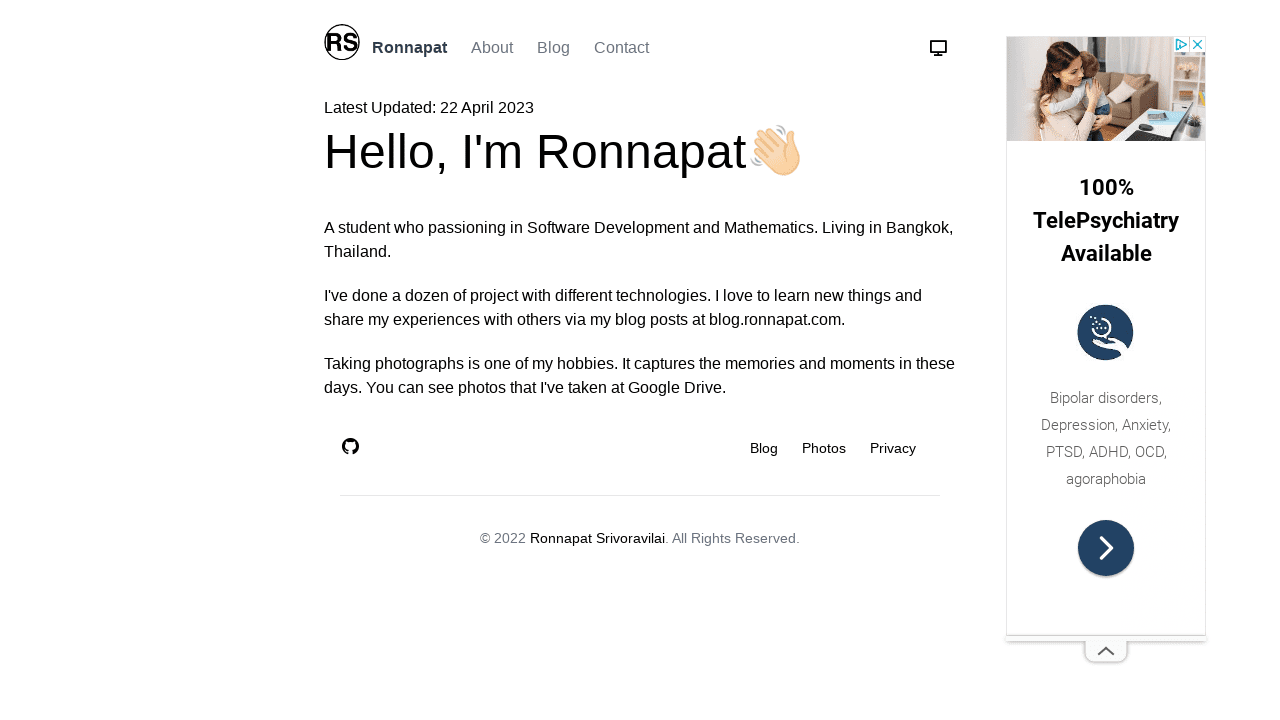 RS
Ronnapat About Blog Contact
Latest Updated: 22 April 2023
Hello, I'm Ronnapat👋🏼
A student who passioning in Software Development and Mathematics. Living in Bangkok,
Thailand.
I've done a dozen of project with different technologies. I love to learn new things and
share my experiences with others via my blog posts at blog.ronnapat.com.
Taking photographs is one of my hobbies. It captures the memories and moments in these
days. You can see photos that I've taken at Google Drive.
Blog Photos Privacy
© 2022 Ronnapat Srivoravilai. All Rights Reserved.
100%
TelePsychiatry
Available
Bipolar disorders,
Depression, Anxiety,
PTSD, ADHD, OCD,
agoraphobia